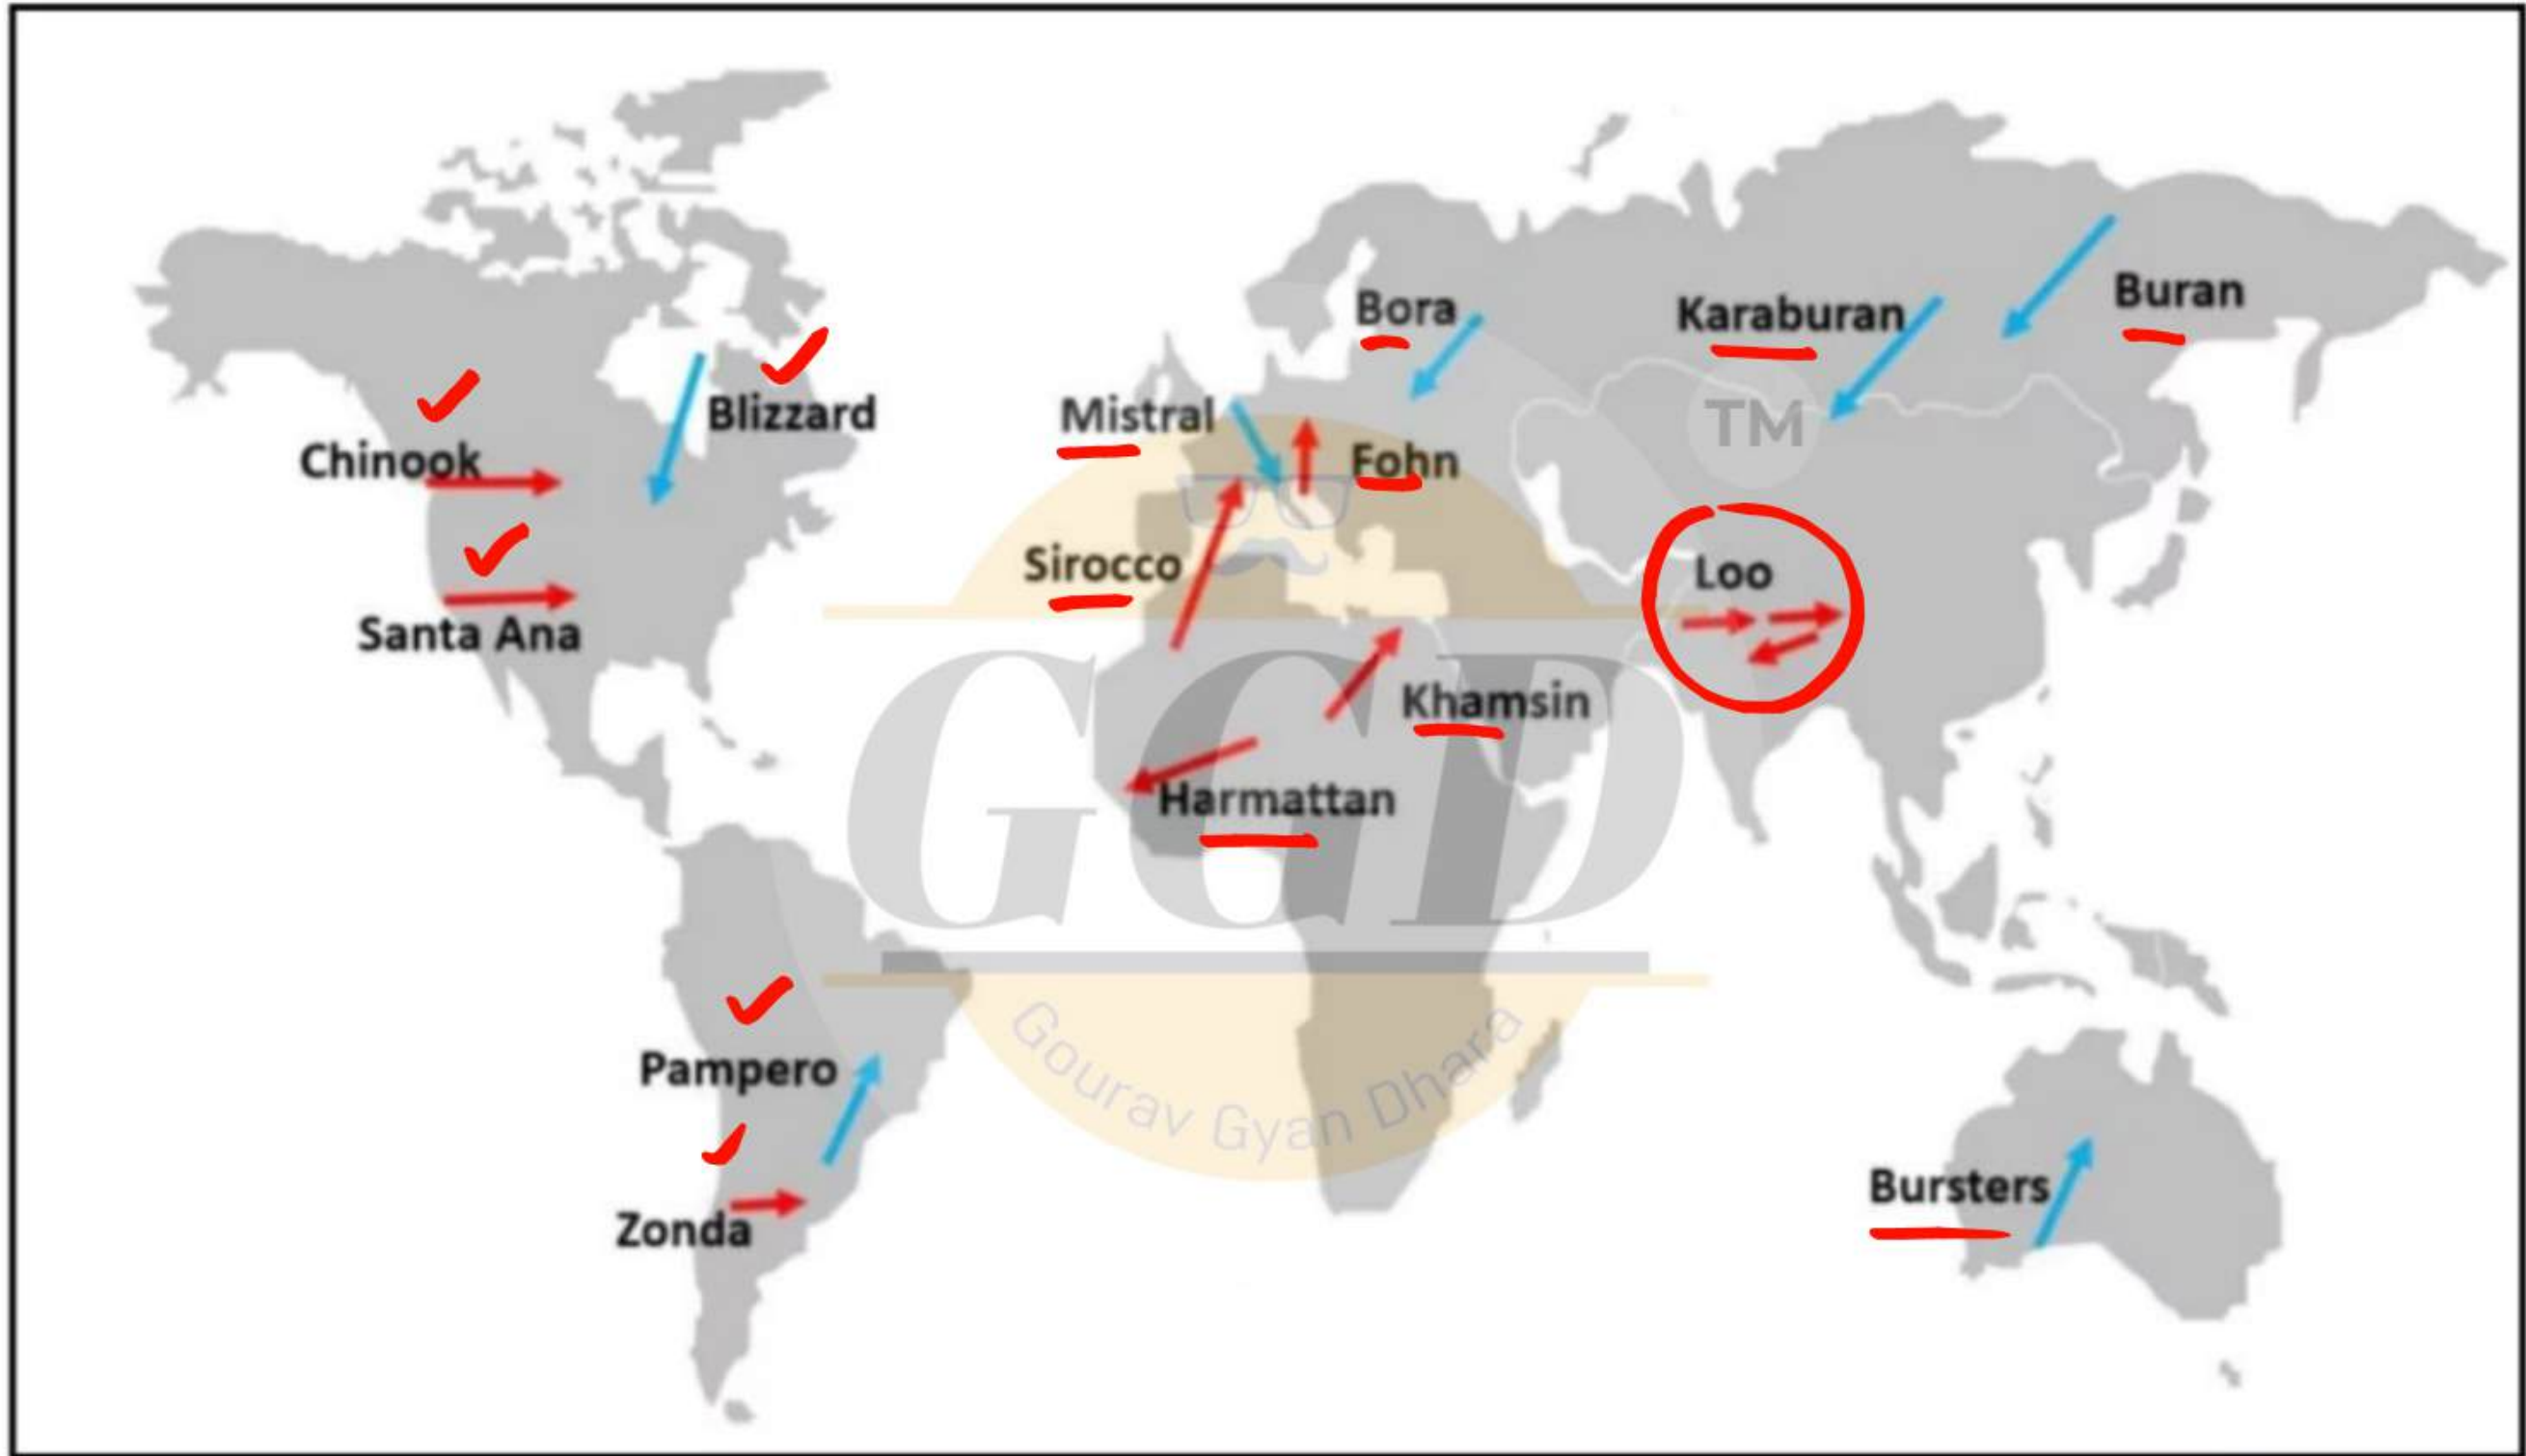 Buran
Bora
Karaburan
Blizzard
Mistral
TM
Chinook
Fohn
Sirocco
Loo
Santa Ana
Khamsin
GGD
Harmattan
Gourav Gyan Dhara
Pampero
Bursters
Zonda